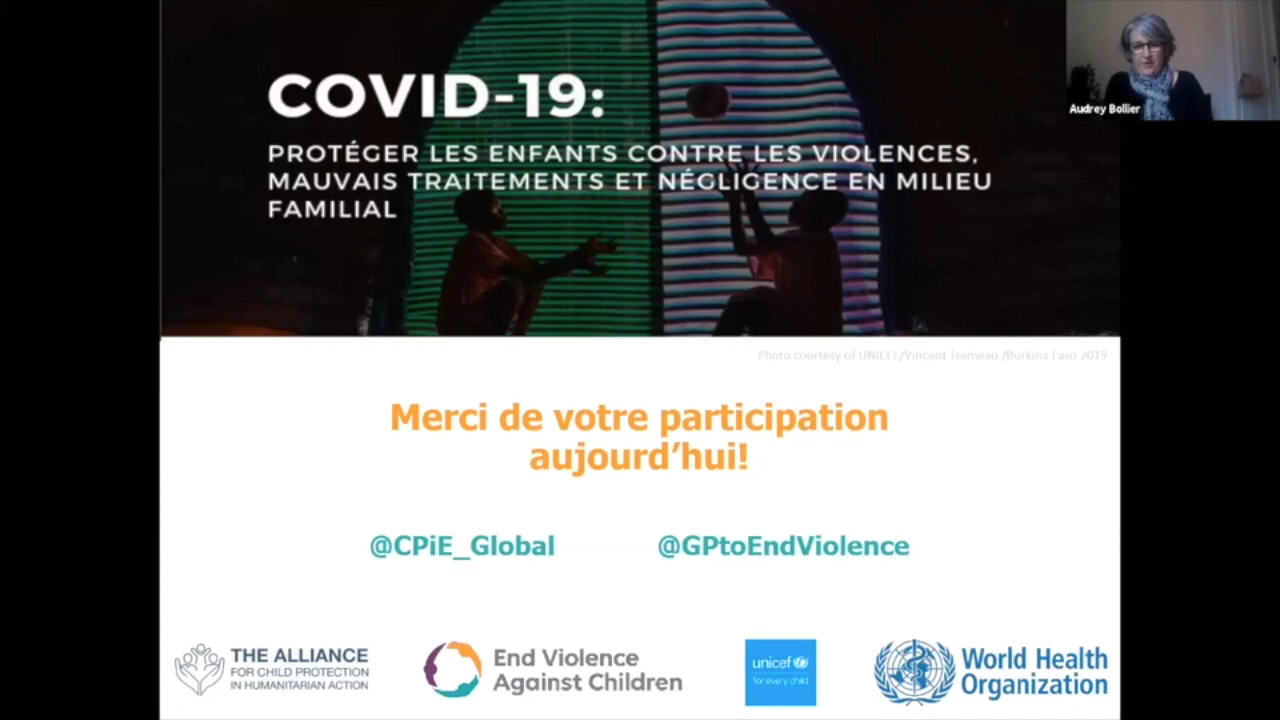 COVID-19:
PROTÉGER LES ENFANTS CONTRE LES VIOLENCES,
MAUVAIS TRAITEMENTS ET NÉGLIGENCE EN MILIEU
FAMILIAL
Audrey Bollier
Photo courtesy of UNICEF/Vincent Tremeau /Burkina Faso 2019
Merci de votre participation
aujourd’hui!
@CPiE_Global
@GPtoEndViolence
THE ALLIANCE
FOR CHILD PROTECTION
IN HUMANITARIAN ACTION
End Violence
Against Children
unicef
for every child
World Health
Organization